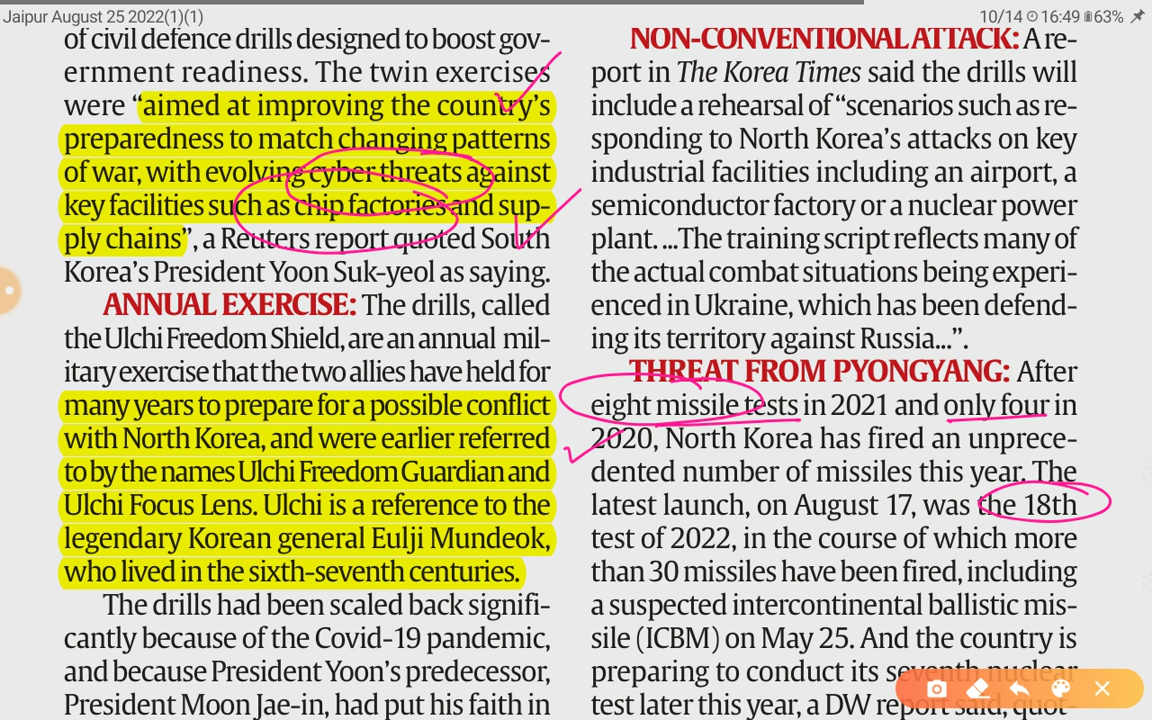 Jaipur August 25 2022(1)(1)
10/14 16:49 63%
of civil defence drills designed to boost gov-
ernment readiness. The twin exercises
were “aimed at improving the country’s
preparedness to match changing patterns
of war, with evolving cyber threats against
key facilities such as chip factories and sup-
ply chains”, a Reuters report quoted South
Korea’s President Yoon Suk-yeol as saying.
ANNUAL EXERCISE: The drills, called
the Ulchi Freedom Shield, are an annual mil-
itary exercise that the two allies have held for
many years to prepare for a possible conflict
with North Korea, and were earlier referred
to by the names Ulchi Freedom Guardian and
Ulchi Focus Lens. Ulchi is a reference to the
legendary Korean general Eulji Mundeok,
who lived in the sixth-seventh centuries.
The drills had been scaled back signifi-
cantly because of the Covid-19 pandemic,
and because President Yoon’s predecessor,
President Moon Jae-in, had put his faith in
NON-CONVENTIONAL ATTACK: A re-
port in The Korea Times said the drills will
include a rehearsal of “scenarios such as re-
sponding to North Korea’s attacks on key
industrial facilities including an airport, a
semiconductor factory or a nuclear power
plant. ...The training script reflects many of
the actual combat situations being experi-
enced in Ukraine, which has been defend-
ing its territory against Russia...”.
THREAT FROM PYONGYANG: After
eight missile tests in 2021 and only four in
2020, North Korea has fired an unprece-
dented number of missiles this year. The
latest launch, on August 17, was the 18th
test of 2022, in the course of which more
than 30 missiles have been fired, including
a suspected intercontinental ballistic mis-
sile (ICBM) on May 25. And the country is
preparing to conduct its seventh nuclear
test later this year, a DW report said, quot-